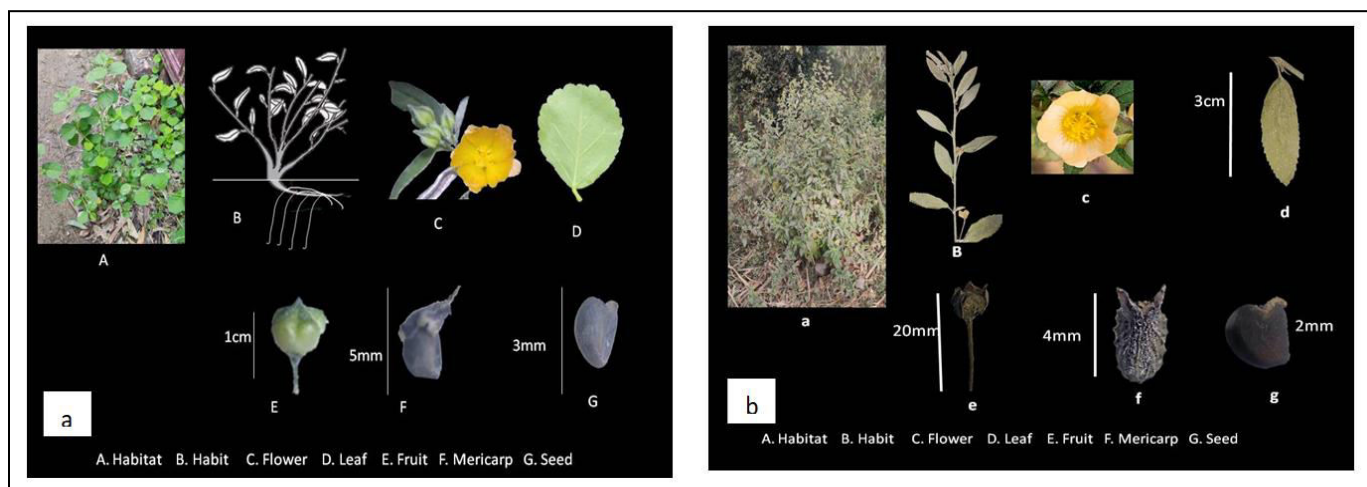 A
B
C
D
1cm
5mm
3mm
E
F
G
a
A. Habitat B. Habit C. Flower D. Leaf E. Fruit F. Mericarp G. Seed
a
B
c
3cm
d
20mm
4mm
2mm
e
f
g
b
A. Habitat B. Habit C. Flower D. Leaf E. Fruit F. Mericarp G. Seed